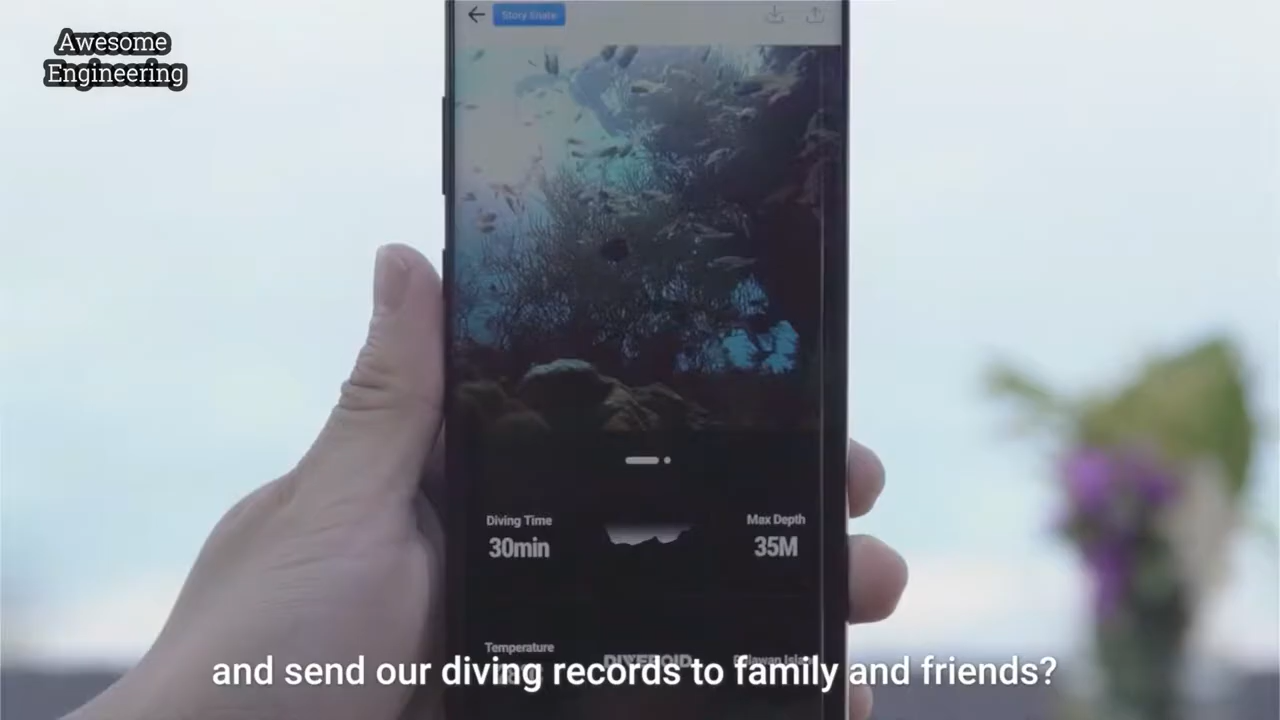 Awesome
Engineering
Story Share
Diving Time
Max Depth
30min
35M
Temperature
DIVEROID
and send our diving records to family and friends?